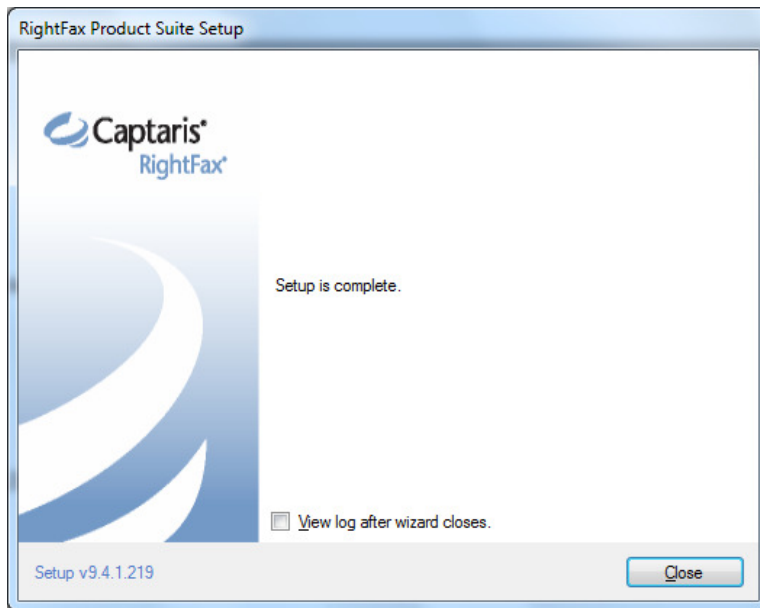 RightFax Product Suite Setup
Captaris
RightFax
Setup is complete.
View log after wizard closes.
Setup v9.4.1.219
Close